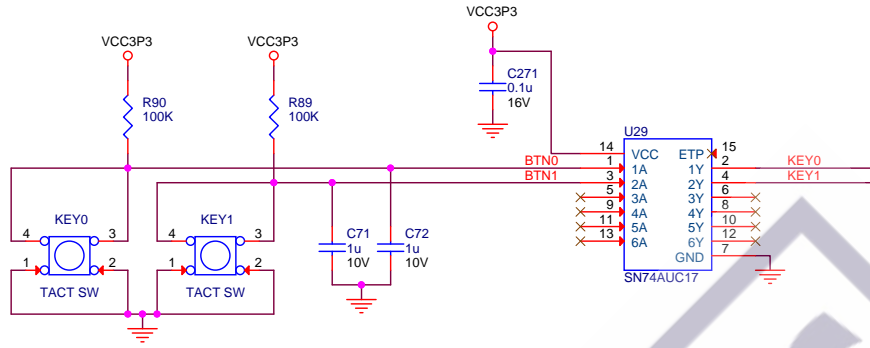 VCC3P3
VCC3P3
VCC3P3
C271
0.1u
16V
R90
100K
R89
100K
U29
14 VCC ETP 15
BTN0 1 1A 1Y 2 KEY0
BTN1 3 2A 2Y 4 KEY1
5 3A 3Y 6
9 4A 4Y 8
11 5A 5Y 10
13 6A 6Y 12
GND 7
SN74AUC17
KEY0
4 3
1 2
TACT SW
KEY1
4 3
1 2
TACT SW
C71
1u
10V
C72
1u
10V